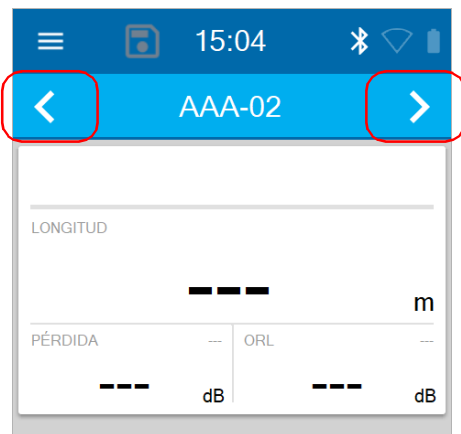 15:04
AAA-02
LONGITUD
--- m
PÉRDIDA --- ORL ---
--- dB --- dB